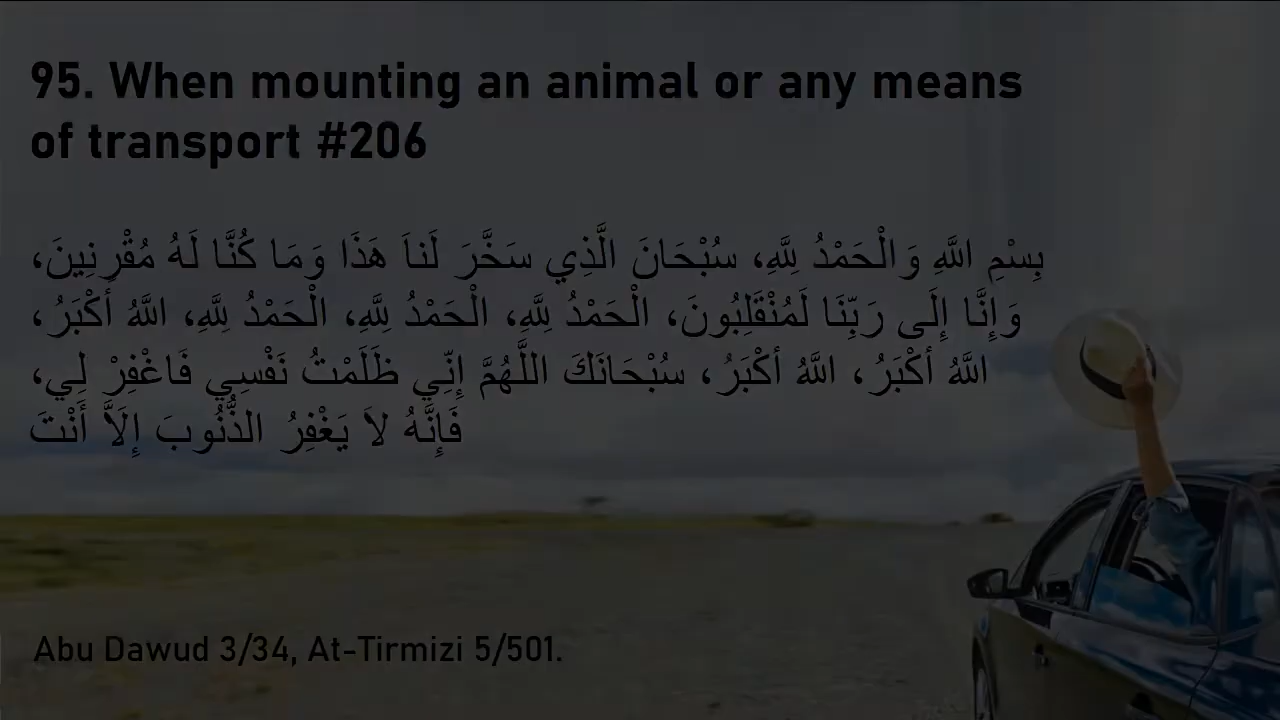 95. When mounting an animal or any means
of transport #206
بِسْمِ اللَّهِ وَالْحَمْدُ لِلَّهِ، سُبْحَانَ الَّذِي سَخَّرَ لَناَ هَذَا وَمَا كُنَّا لَهُ مُقْرِنِينَ،
وَإِنَّا إِلَى رَبِّنَا لَمُنْقَلِبُونَ، الْحَمْدُ لِلَّهِ، الْحَمْدُ لِلَّهِ، الْحَمْدُ لِلَّهِ، اللَّهُ أَكْبَرُ،
اللَّهُ أكْبَرُ، اللَّهُ أكْبَرُ، سُبْحَانَكَ اللَّهُمَّ إِنِّي ظَلَمْتُ نَفْسِي فَاغْفِرْ لِي،
فَإِنَّهُ لاَ يَغْفِرُ الذُّنُوبَ إِلاَّ أَنْتَ
Abu Dawud 3/34, At-Tirmizi 5/501.